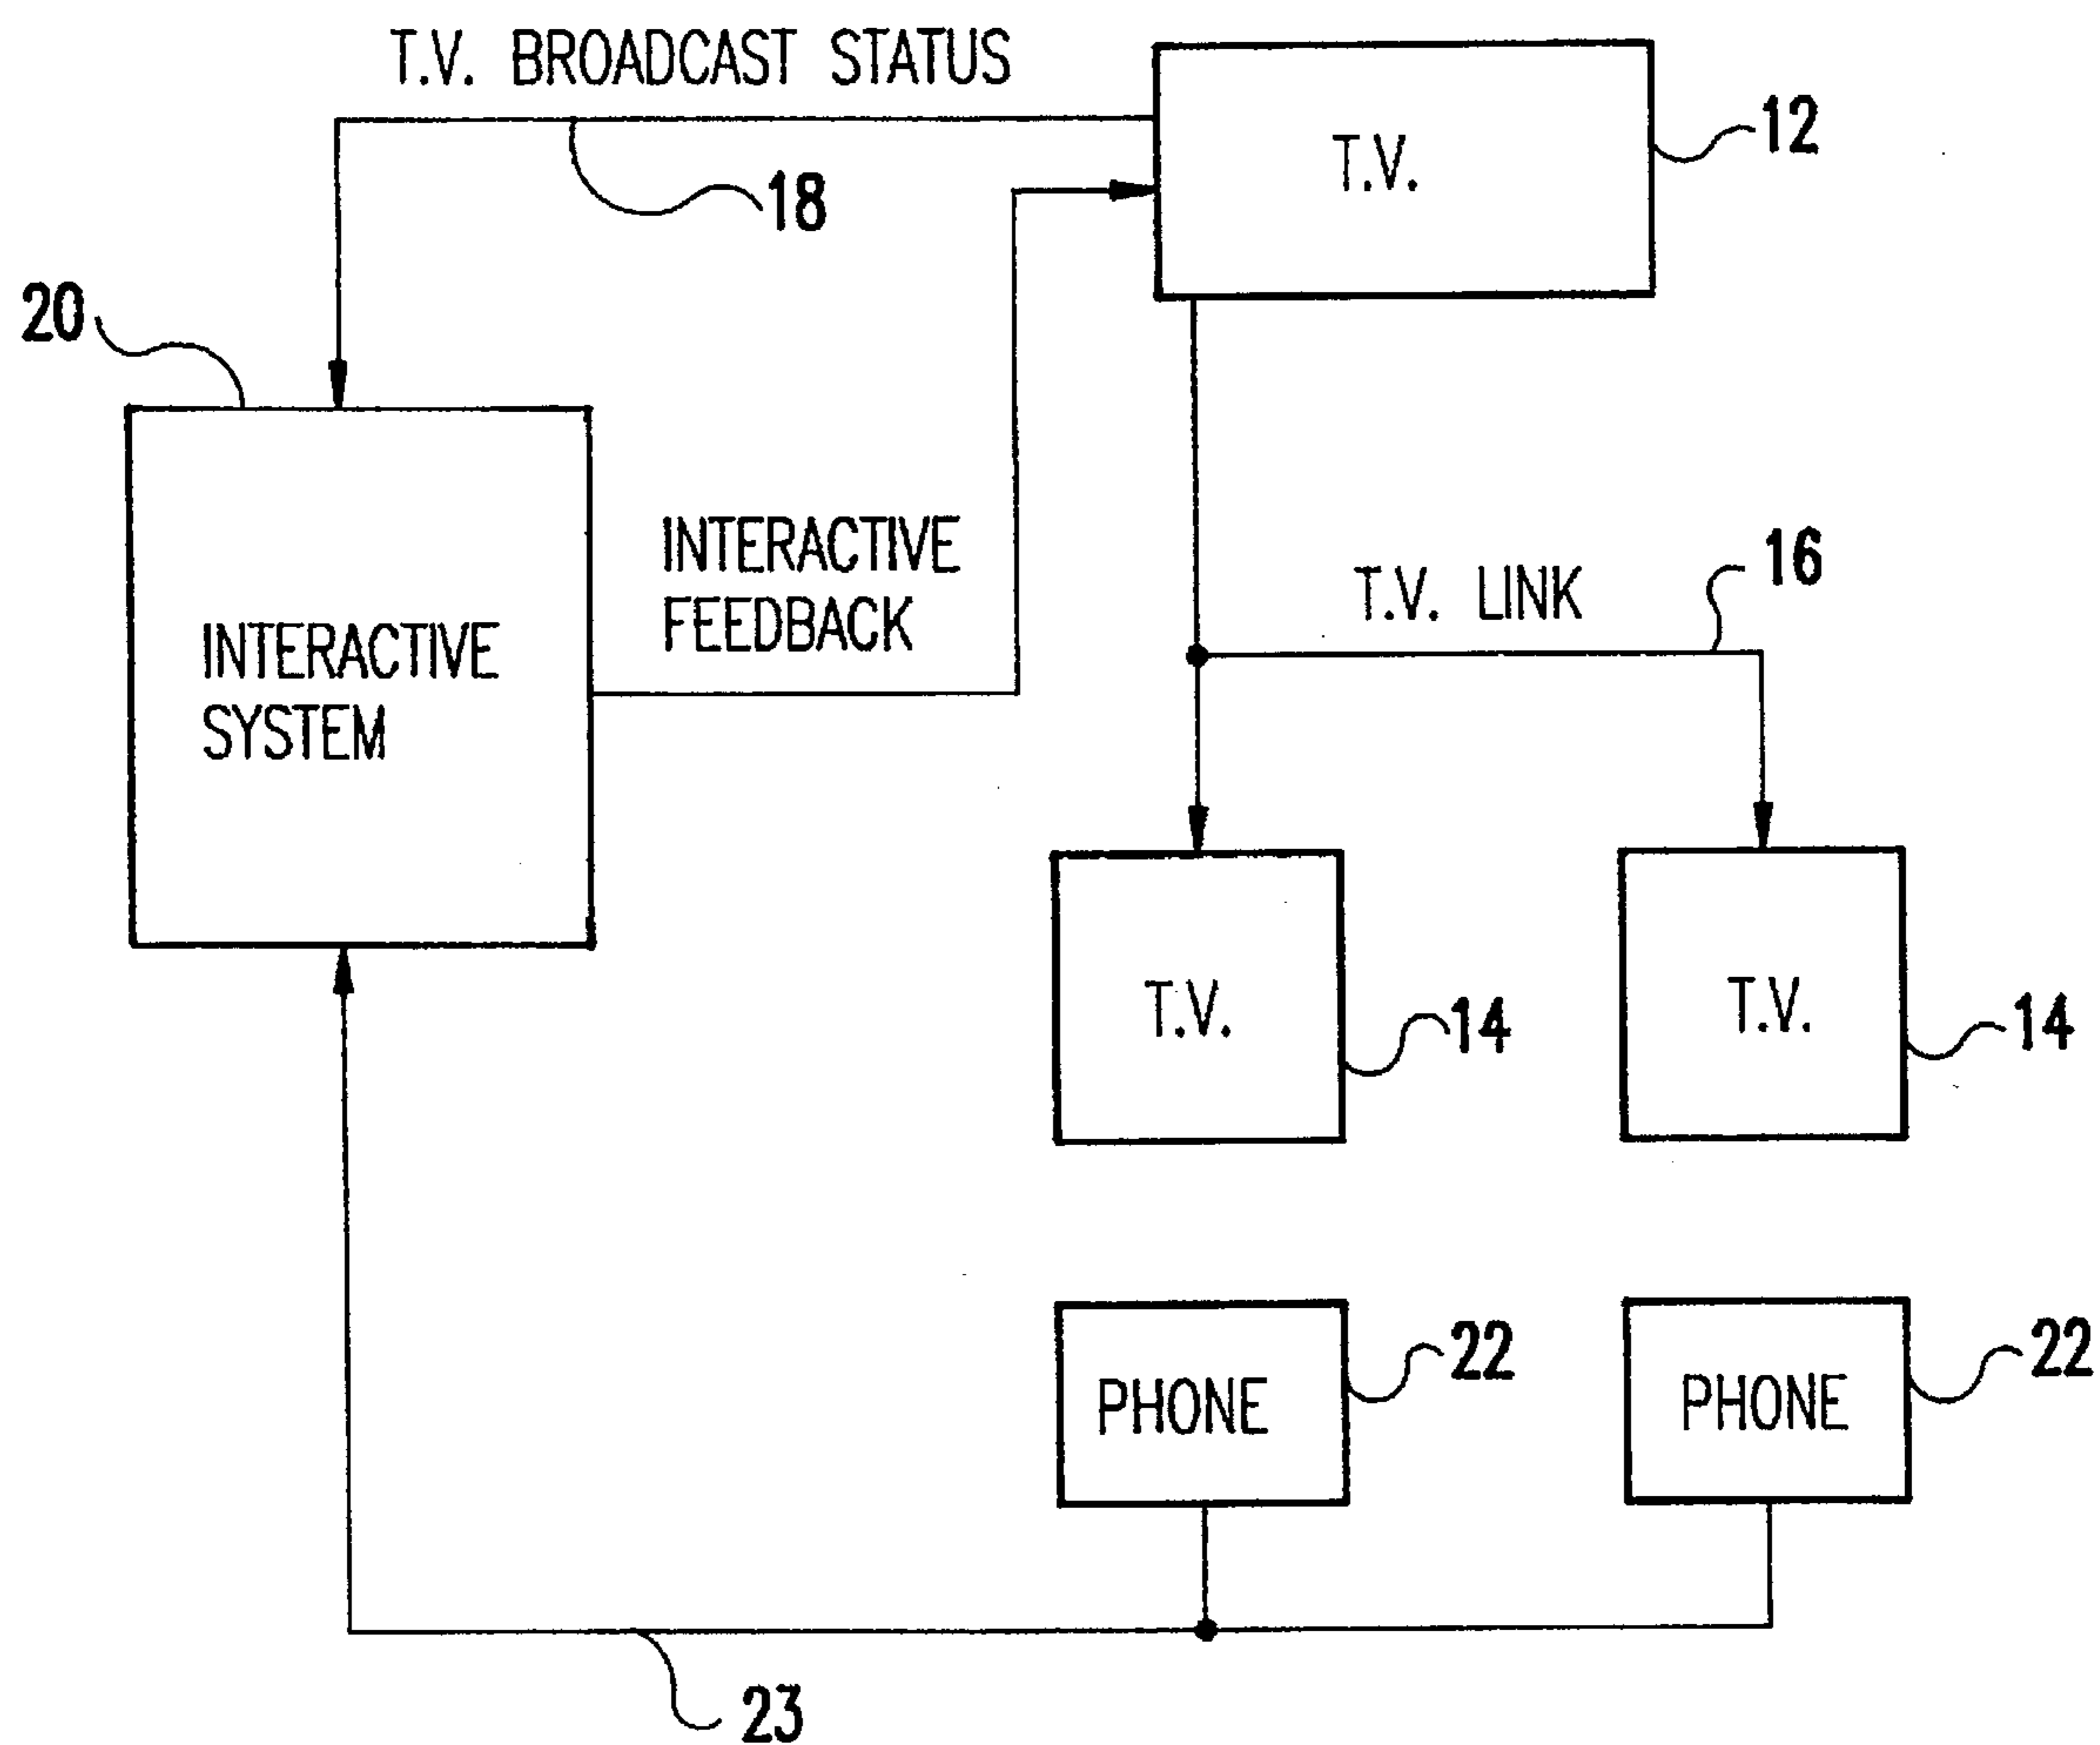 T.V. BROADCAST STATUS
T.V.
12
18
20
INTERACTIVE
FEEDBACK
T.V. LINK
16
INTERACTIVE
SYSTEM
T.V.
14
T.V.
14
PHONE
22
PHONE
22
23